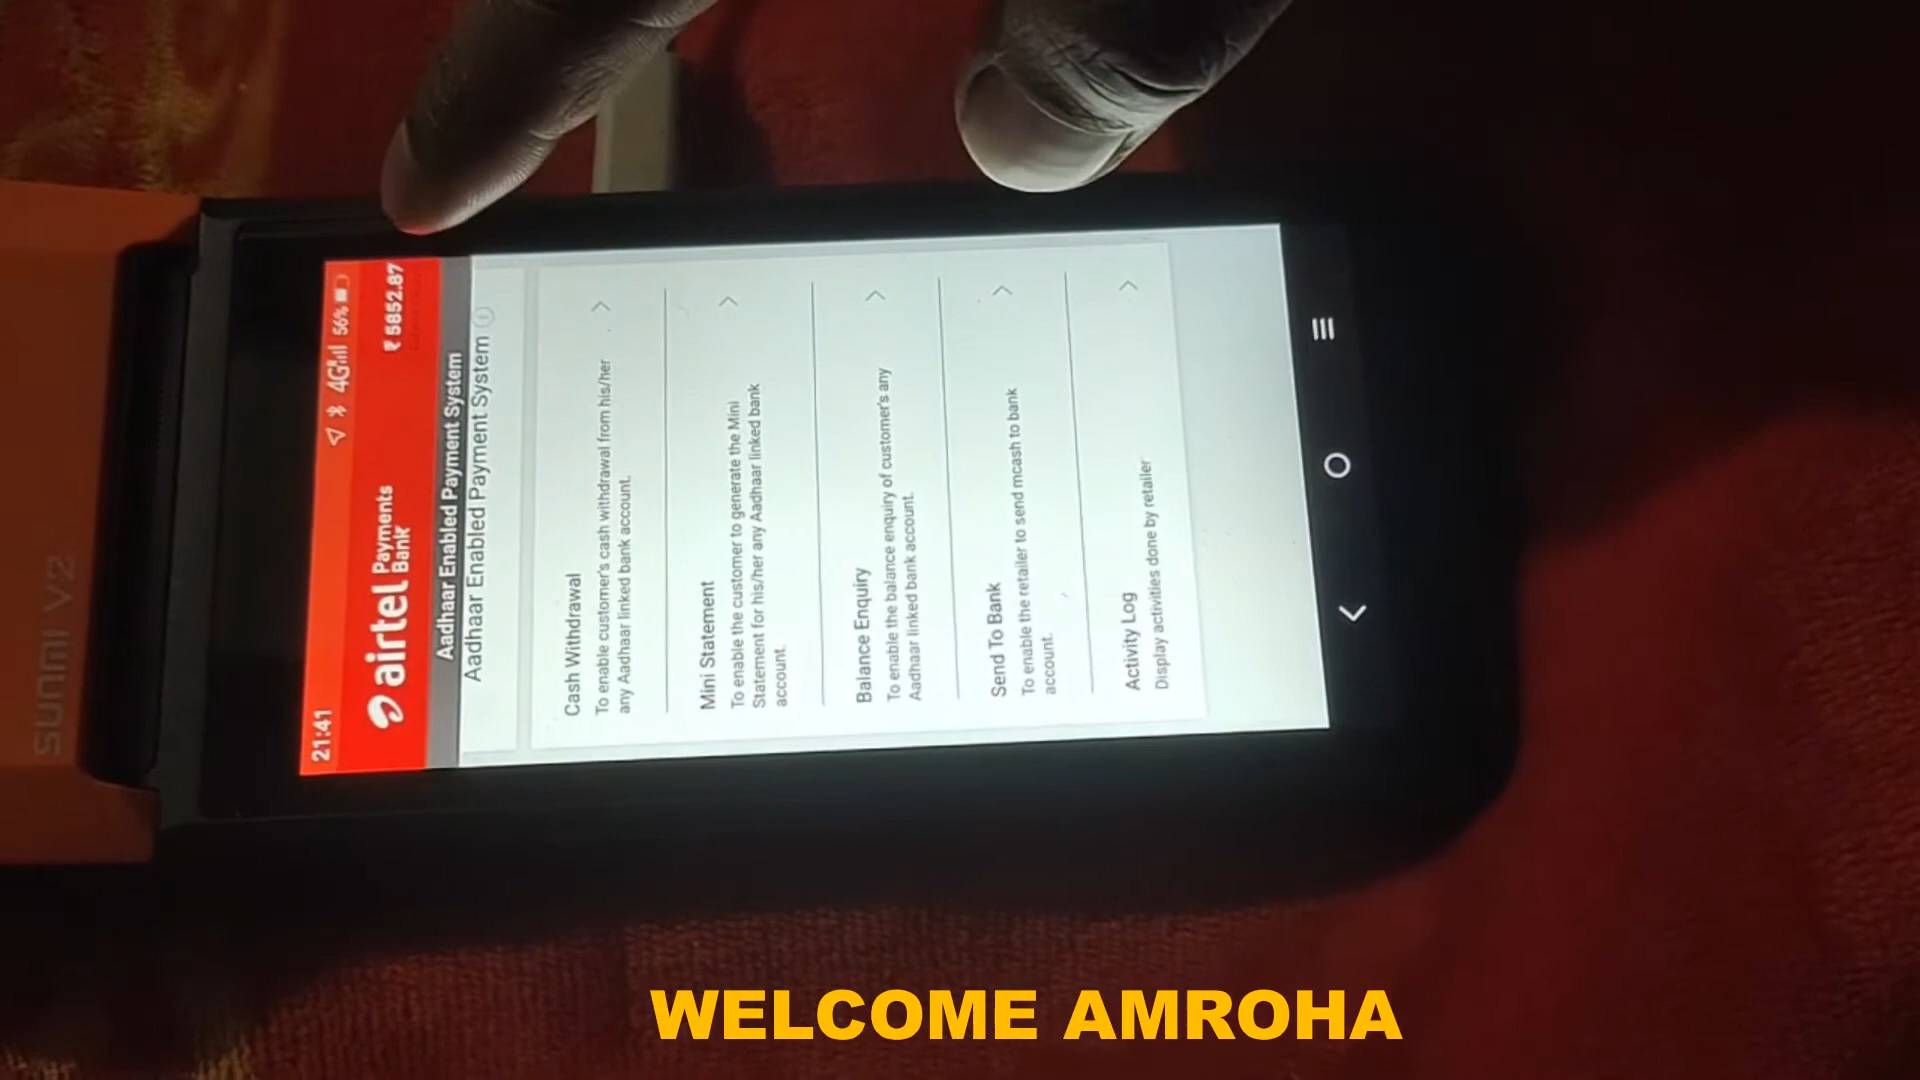 SUNMI V2
21:41 4G 56%
airtel Payments Bank ₹ 5852.87
Aadhaar Enabled Payment System
Aadhaar Enabled Payment System
Cash Withdrawal
To enable customer's cash withdrawal from his/her
any Aadhaar linked bank account.
Mini Statement
To enable the customer to generate the Mini
Statement for his/her any Aadhaar linked bank
account.
Balance Enquiry
To enable the balance enquiry of customer's any
Aadhaar linked bank account.
Send To Bank
To enable the retailer to send mcash to bank
account.
Activity Log
Display activities done by retailer
WELCOME AMROHA